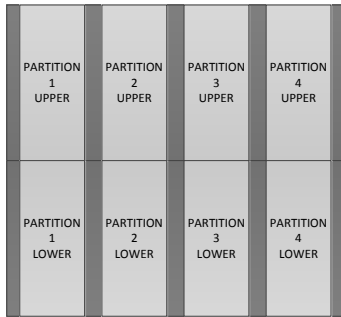 PARTITION
1
UPPER
PARTITION
2
UPPER
PARTITION
3
UPPER
PARTITION
4
UPPER
PARTITION
1
LOWER
PARTITION
2
LOWER
PARTITION
3
LOWER
PARTITION
4
LOWER